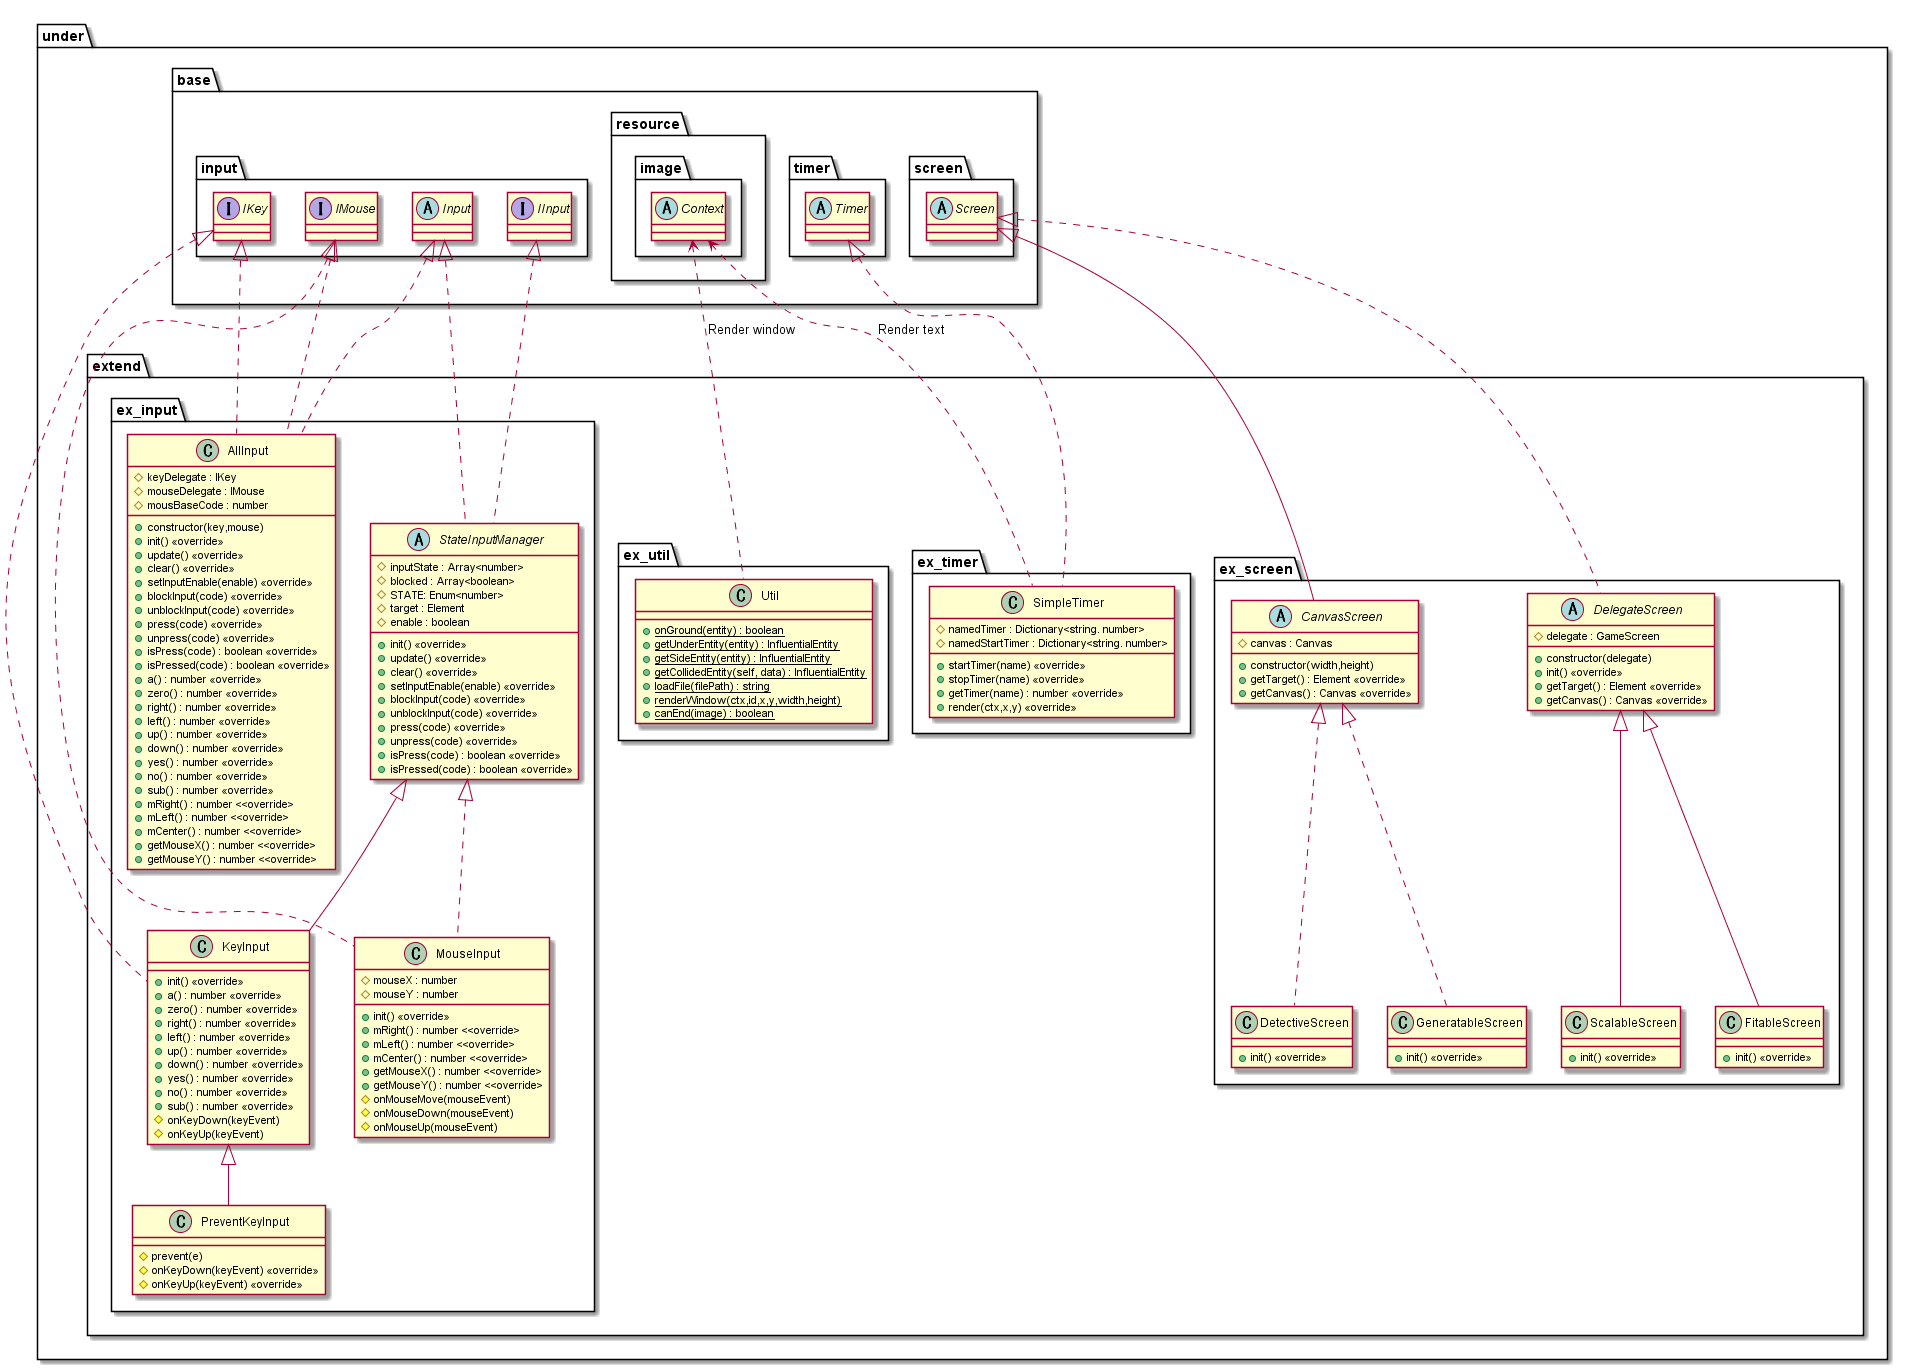 under
base
resource
input
image
timer
screen
I IKey
I IMouse
A Input
I IInput
A Context
A Timer
A Screen
Render window
Render text
extend
ex_input
C AllInput
keyDelegate : IKey
mouseDelegate : IMouse
mousBaseCode : number
constructor(key,mouse)
init() «override»
update() «override»
clear() «override»
setInputEnable(enable) «override»
blockInput(code) «override»
unblockInput(code) «override»
press(code) «override»
unpress(code) «override»
isPress(code) : boolean «override»
isPressed(code) : boolean «override»
a() : number «override»
zero() : number «override»
right() : number «override»
left() : number «override»
up() : number «override»
down() : number «override»
yes() : number «override»
no() : number «override»
sub() : number «override»
mRight() : number <<override>
mLeft() : number <<override>
mCenter() : number <<override>
getMouseX() : number <<override>
getMouseY() : number <<override>
A StateInputManager
inputState : Array<number>
blocked : Array<boolean>
STATE: Enum<number>
target : Element
enable : boolean
init() «override»
update() «override»
clear() «override»
setInputEnable(enable) «override»
blockInput(code) «override»
unblockInput(code) «override»
press(code) «override»
unpress(code) «override»
isPress(code) : boolean «override»
isPressed(code) : boolean «override»
ex_util
C Util
onGround(entity) : boolean
getUnderEntity(entity) : InfluentialEntity
getSideEntity(entity) : InfluentialEntity
getCollidedEntity(self, data) : InfluentialEntity
loadFile(filePath) : string
renderWindow(ctx,id,x,y,width,height)
canEnd(image) : boolean
ex_timer
C SimpleTimer
namedTimer : Dictionary<string. number>
namedStartTimer : Dictionary<string. number>
startTimer(name) «override»
stopTimer(name) «override»
getTimer(name) : number «override»
render(ctx,x,y) «override»
ex_screen
A CanvasScreen
canvas : Canvas
constructor(width,height)
getTarget() : Element «override»
getCanvas() : Canvas «override»
A DelegateScreen
delegate : GameScreen
constructor(delegate)
init() «override»
getTarget() : Element «override»
getCanvas() : Canvas «override»
C KeyInput
init() «override»
a() : number «override»
zero() : number «override»
right() : number «override»
left() : number «override»
up() : number «override»
down() : number «override»
yes() : number «override»
no() : number «override»
sub() : number «override»
onKeyDown(keyEvent)
onKeyUp(keyEvent)
C MouseInput
mouseX : number
mouseY : number
init() «override»
mRight() : number <<override>
mLeft() : number <<override>
mCenter() : number <<override>
getMouseX() : number <<override>
getMouseY() : number <<override>
onMouseMove(mouseEvent)
onMouseDown(mouseEvent)
onMouseUp(mouseEvent)
C DetectiveScreen
init() «override»
C GeneratableScreen
init() «override»
C ScalableScreen
init() «override»
C FitableScreen
init() «override»
C PreventKeyInput
prevent(e)
onKeyDown(keyEvent) «override»
onKeyUp(keyEvent) «override»